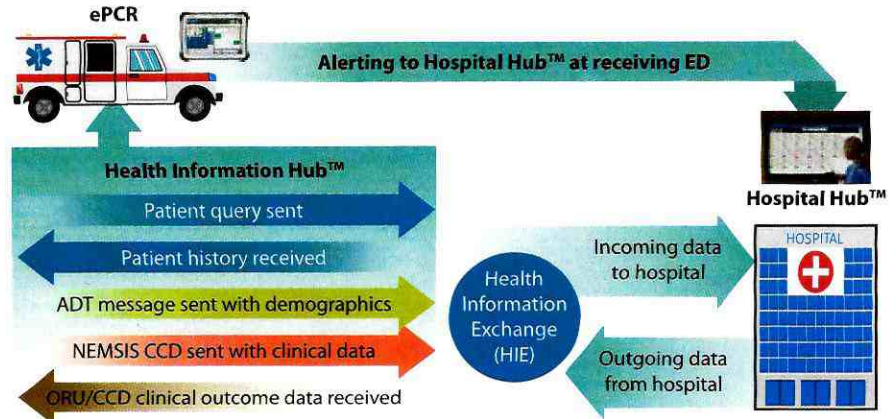 ePCR
Alerting to Hospital Hub™ at receiving ED
Health Information Hub™
Patient query sent
Patient history received
ADT message sent with demographics
NEMSIS CCD sent with clinical data
ORU/CCD clinical outcome data received
Health
Information
Exchange
(HIE)
Incoming data
to hospital
Outgoing data
from hospital
Hospital Hub™
HOSPITAL